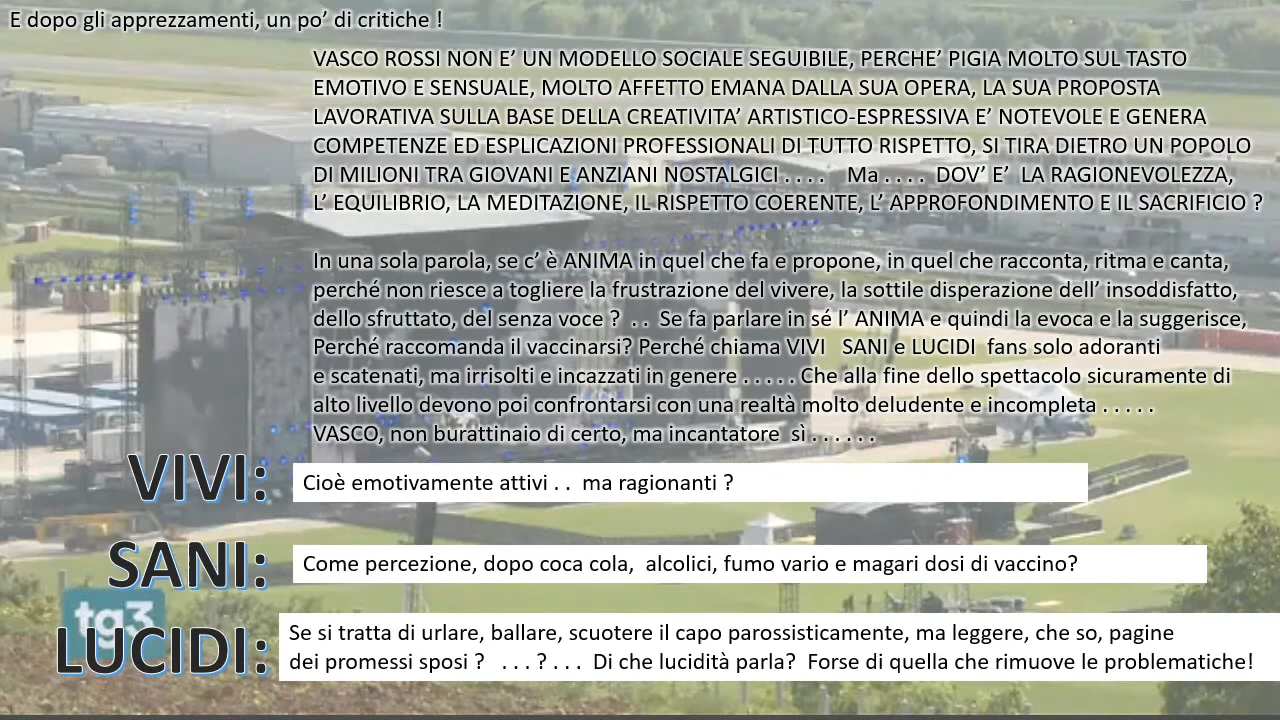 E dopo gli apprezzamenti, un po’ di critiche !
VASCO ROSSI NON E’ UN MODELLO SOCIALE SEGUIBILE, PERCHE’ PIGIA MOLTO SUL TASTO
EMOTIVO E SENSUALE, MOLTO AFFETTO EMANA DALLA SUA OPERA, LA SUA PROPOSTA
LAVORATIVA SULLA BASE DELLA CREATIVITA’ ARTISTICO-ESPRESSIVA E’ NOTEVOLE E GENERA
COMPETENZE ED ESPLICAZIONI PROFESSIONALI DI TUTTO RISPETTO, SI TIRA DIETRO UN POPOLO
DI MILIONI TRA GIOVANI E ANZIANI NOSTALGICI . . . . Ma . . . . DOV’ E’ LA RAGIONEVOLEZZA,
L’ EQUILIBRIO, LA MEDITAZIONE, IL RISPETTO COERENTE, L’ APPROFONDIMENTO E IL SACRIFICIO ?
In una sola parola, se c’ è ANIMA in quel che fa e propone, in quel che racconta, ritma e canta,
perché non riesce a togliere la frustrazione del vivere, la sottile disperazione dell’ insoddisfatto,
dello sfruttato, del senza voce ? . . Se fa parlare in sé l’ ANIMA e quindi la evoca e la suggerisce,
Perché raccomanda il vaccinarsi? Perché chiama VIVI SANI e LUCIDI fans solo adoranti
e scatenati, ma irrisolti e incazzati in genere . . . . . Che alla fine dello spettacolo sicuramente di
alto livello devono poi confrontarsi con una realtà molto deludente e incompleta . . . . .
VASCO, non burattinaio di certo, ma incantatore sì . . . . . .
VIVI: Cioè emotivamente attivi . . ma ragionanti ?
SANI: Come percezione, dopo coca cola, alcolici, fumo vario e magari dosi di vaccino?
tg3
LUCIDI: Se si tratta di urlare, ballare, scuotere il capo parossisticamente, ma leggere, che so, pagine
dei promessi sposi ? . . . ? . . . Di che lucidità parla? Forse di quella che rimuove le problematiche!